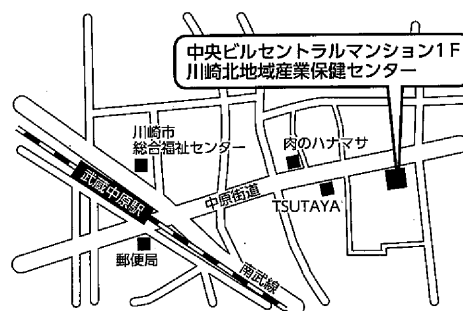 中央ビルセントラルマンション1F
川崎北地域産業保健センター
川崎市
総合福祉センター
肉のハナマサ
武蔵中原駅
中原街道
TSUTAYA
郵便局
南武線